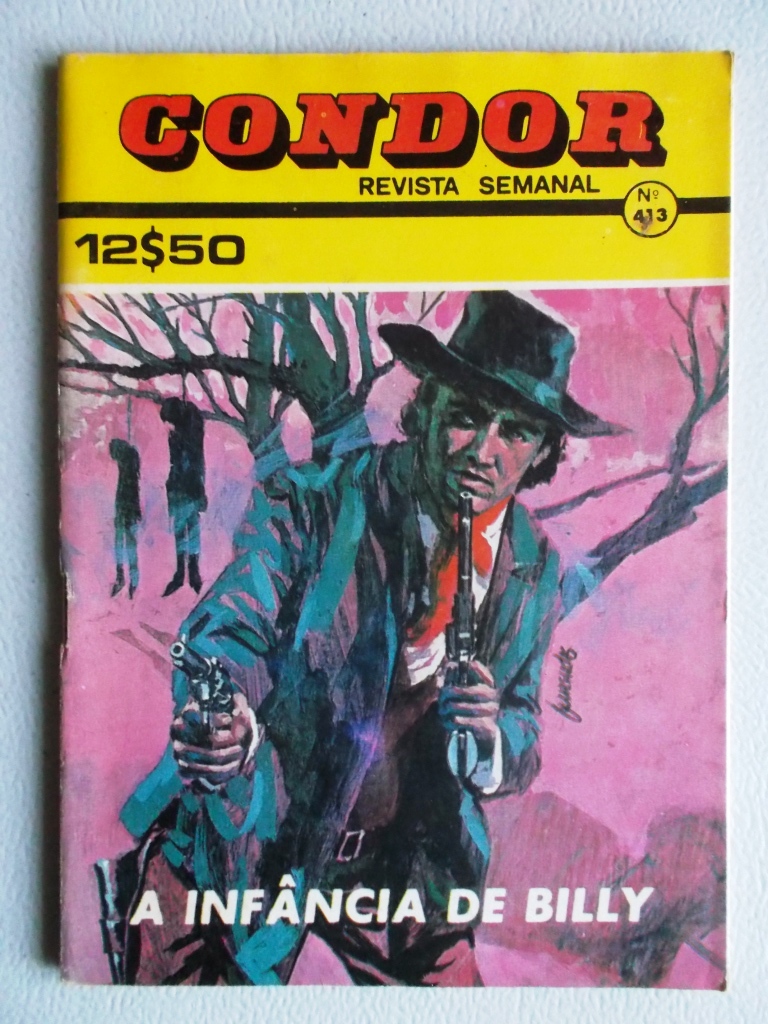 CONDOR
REVISTA SEMANAL
Nº
413
12$50
A INFÂNCIA DE BILLY